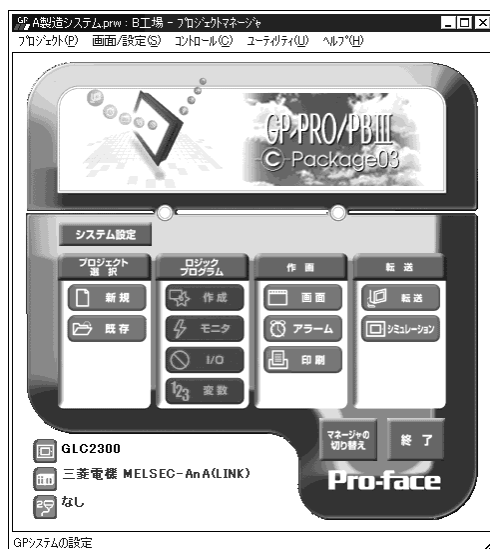 A製造システム.prw : B工場 - プロジェクトマネージャ
プロジェクト(P) 画面/設定(S) コントロール(C) ユーティリティ(U) ヘルプ(H)
GP-PRO/PBⅢ
C-Package03
システム設定
プロジェクト
選択
新規
既存
ロジック
プログラム
作成
モニタ
I/O
123 変数
作画
画面
アラーム
印刷
転送
転送
シミュレーション
マネージャの
切り替え
終了
GLC2300
三菱電機 MELSEC-AnA(LINK)
なし
Pro-face
GPシステムの設定